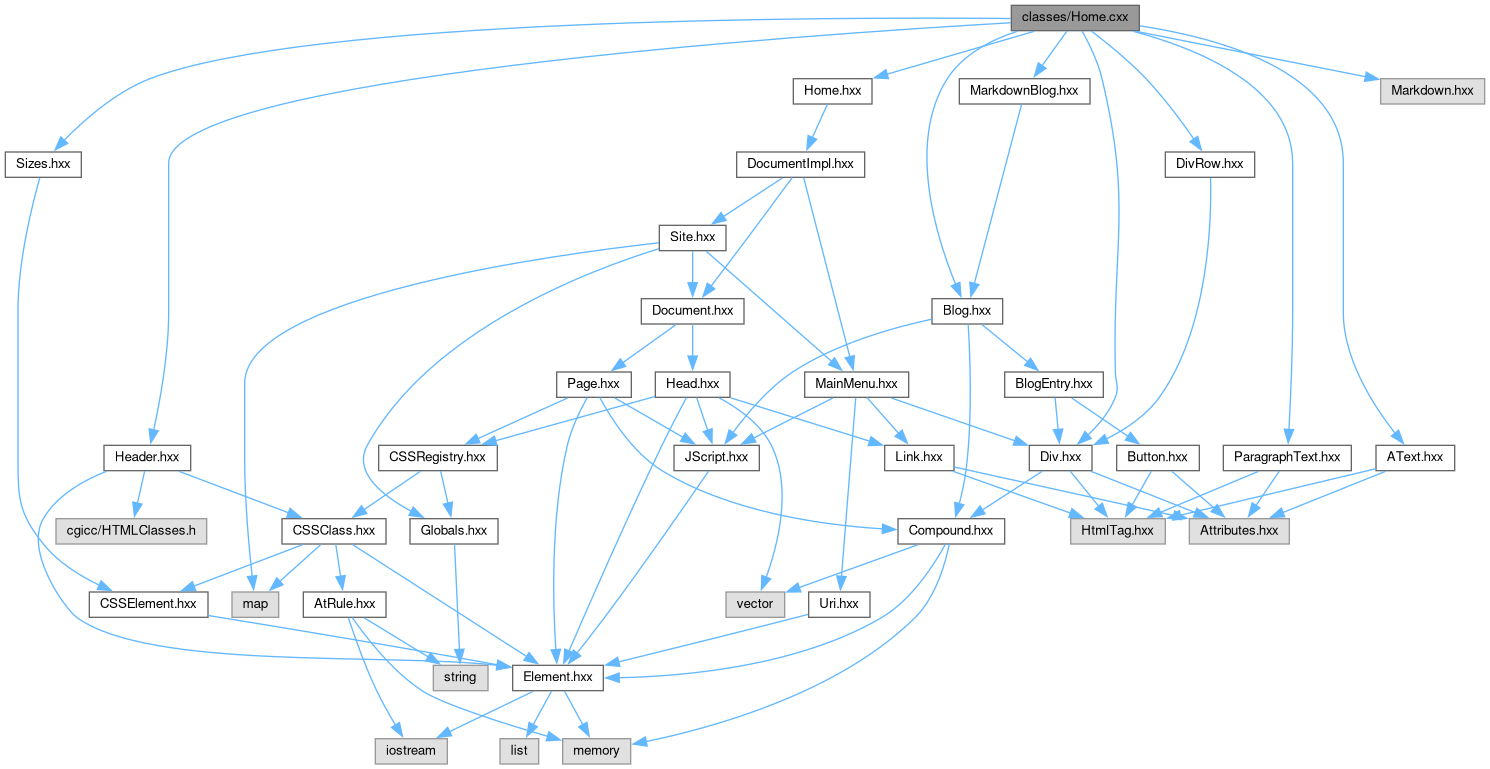 classes/Home.cxx
Home.hxx
MarkdownBlog.hxx
Markdown.hxx
Sizes.hxx
DocumentImpl.hxx
DivRow.hxx
Site.hxx
Document.hxx
Blog.hxx
Page.hxx
Head.hxx
MainMenu.hxx
BlogEntry.hxx
Header.hxx
CSSRegistry.hxx
JScript.hxx
Link.hxx
Div.hxx
Button.hxx
ParagraphText.hxx
AText.hxx
cgicc/HTMLClasses.h
CSSClass.hxx
Globals.hxx
Compound.hxx
HtmlTag.hxx
Attributes.hxx
CSSElement.hxx
map
AtRule.hxx
vector
Uri.hxx
string
Element.hxx
iostream
list
memory